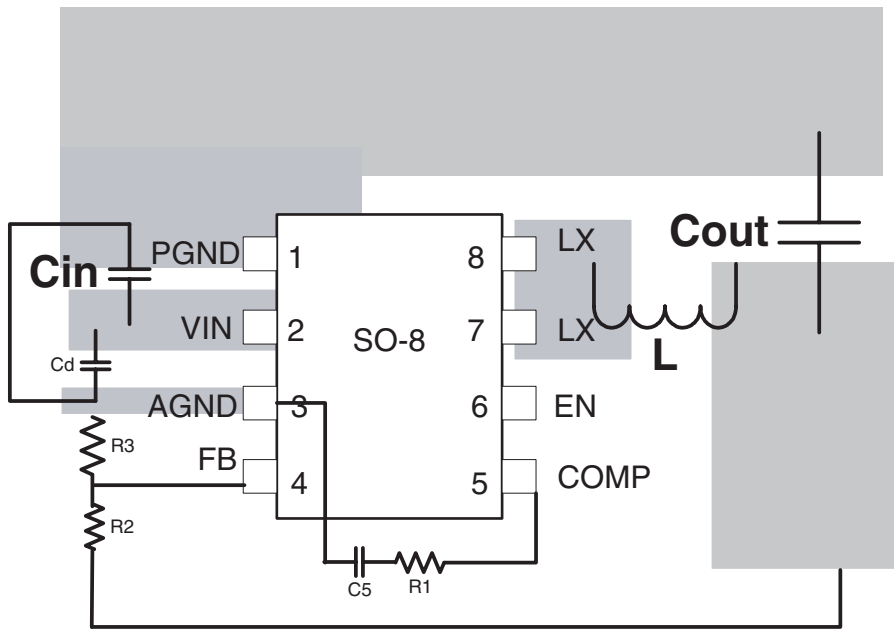 PGND
1
8
LX
Cout
Cin
VIN
2
SO-8
7
LX
L
Cd
AGND
3
6
EN
R3
FB
4
5
COMP
R2
C5
R1